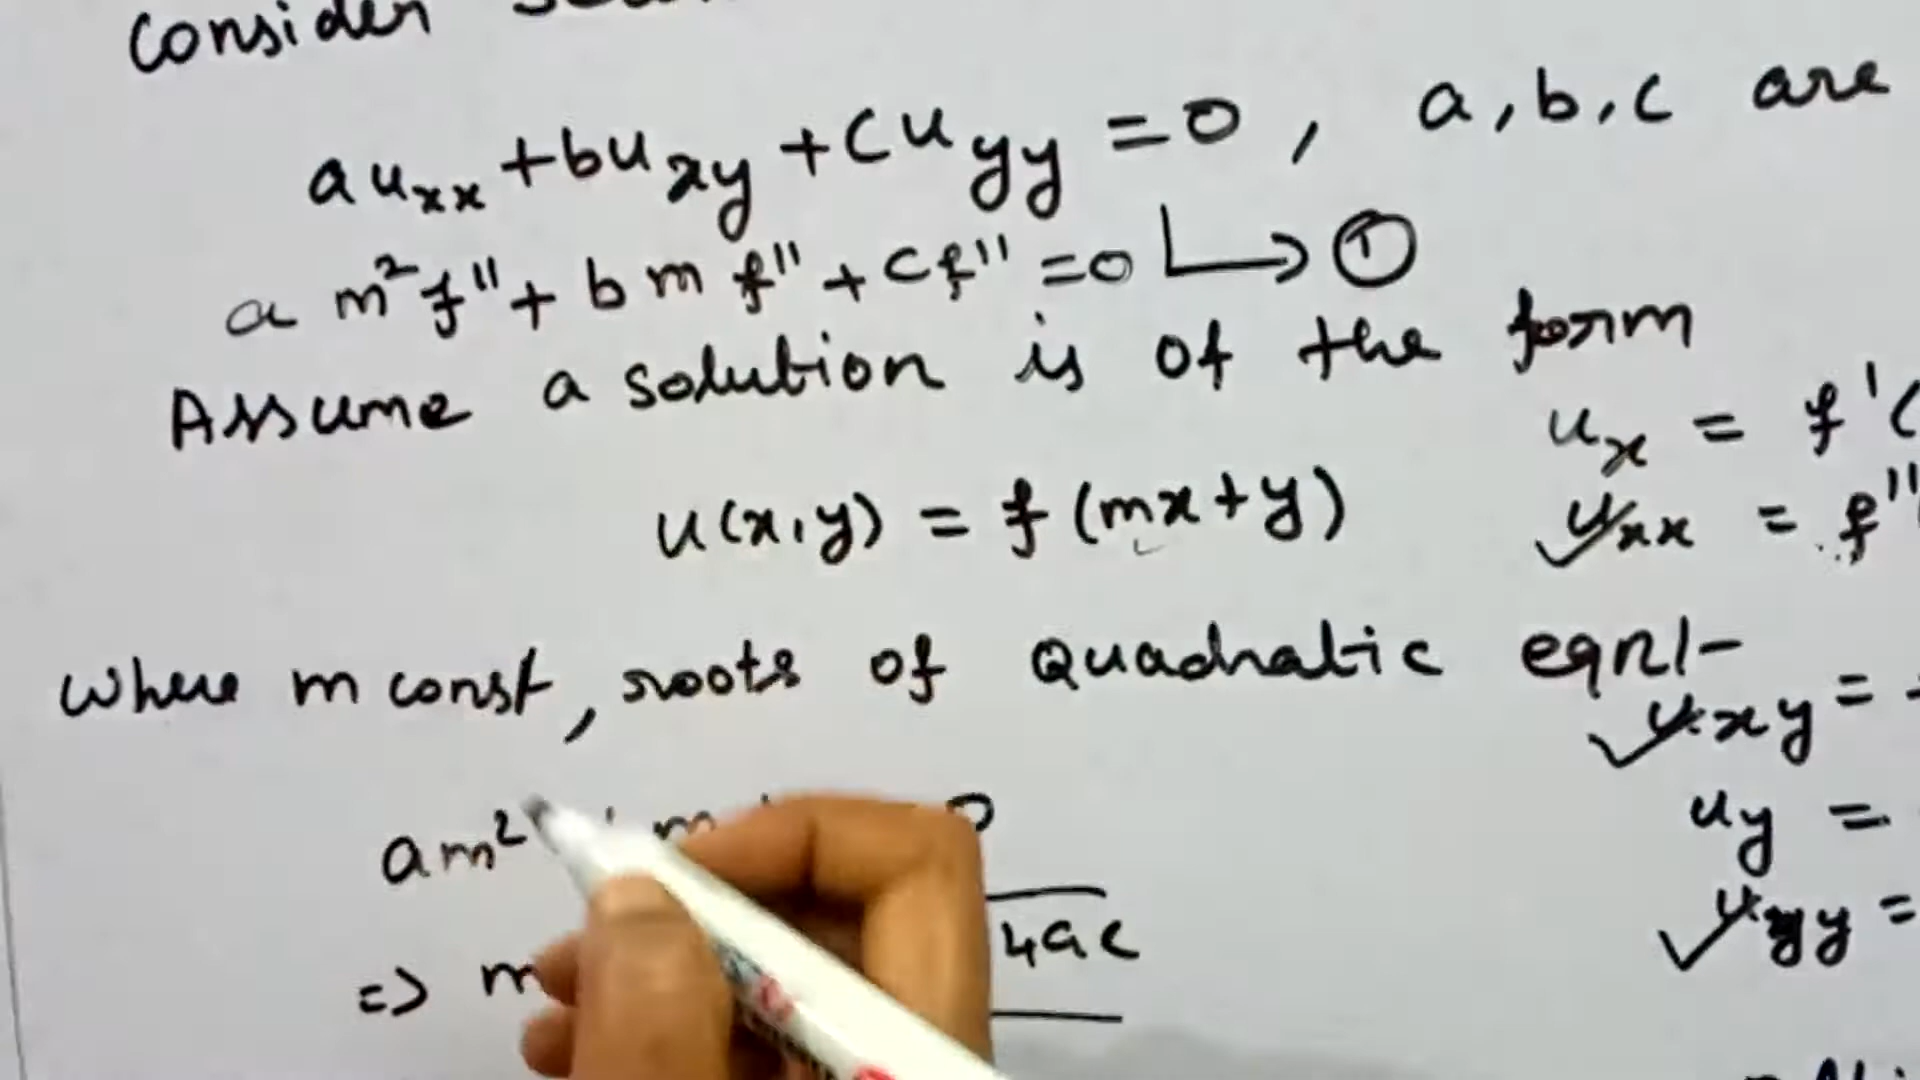 Consider
a u_xx + b u_xy + c u_yy = 0 , a, b, c are
a m² f'' + b m f'' + c f'' = 0 → ①
Assume a solution is of the form
u(x,y) = f (mx+y)
u_x = f'(
✓ u_xx = f''
where m const, roots of Quadratic eqn/-
✓ u_xy =
am² m 0
u_y =
✓ u_yy =
=> m 4ac